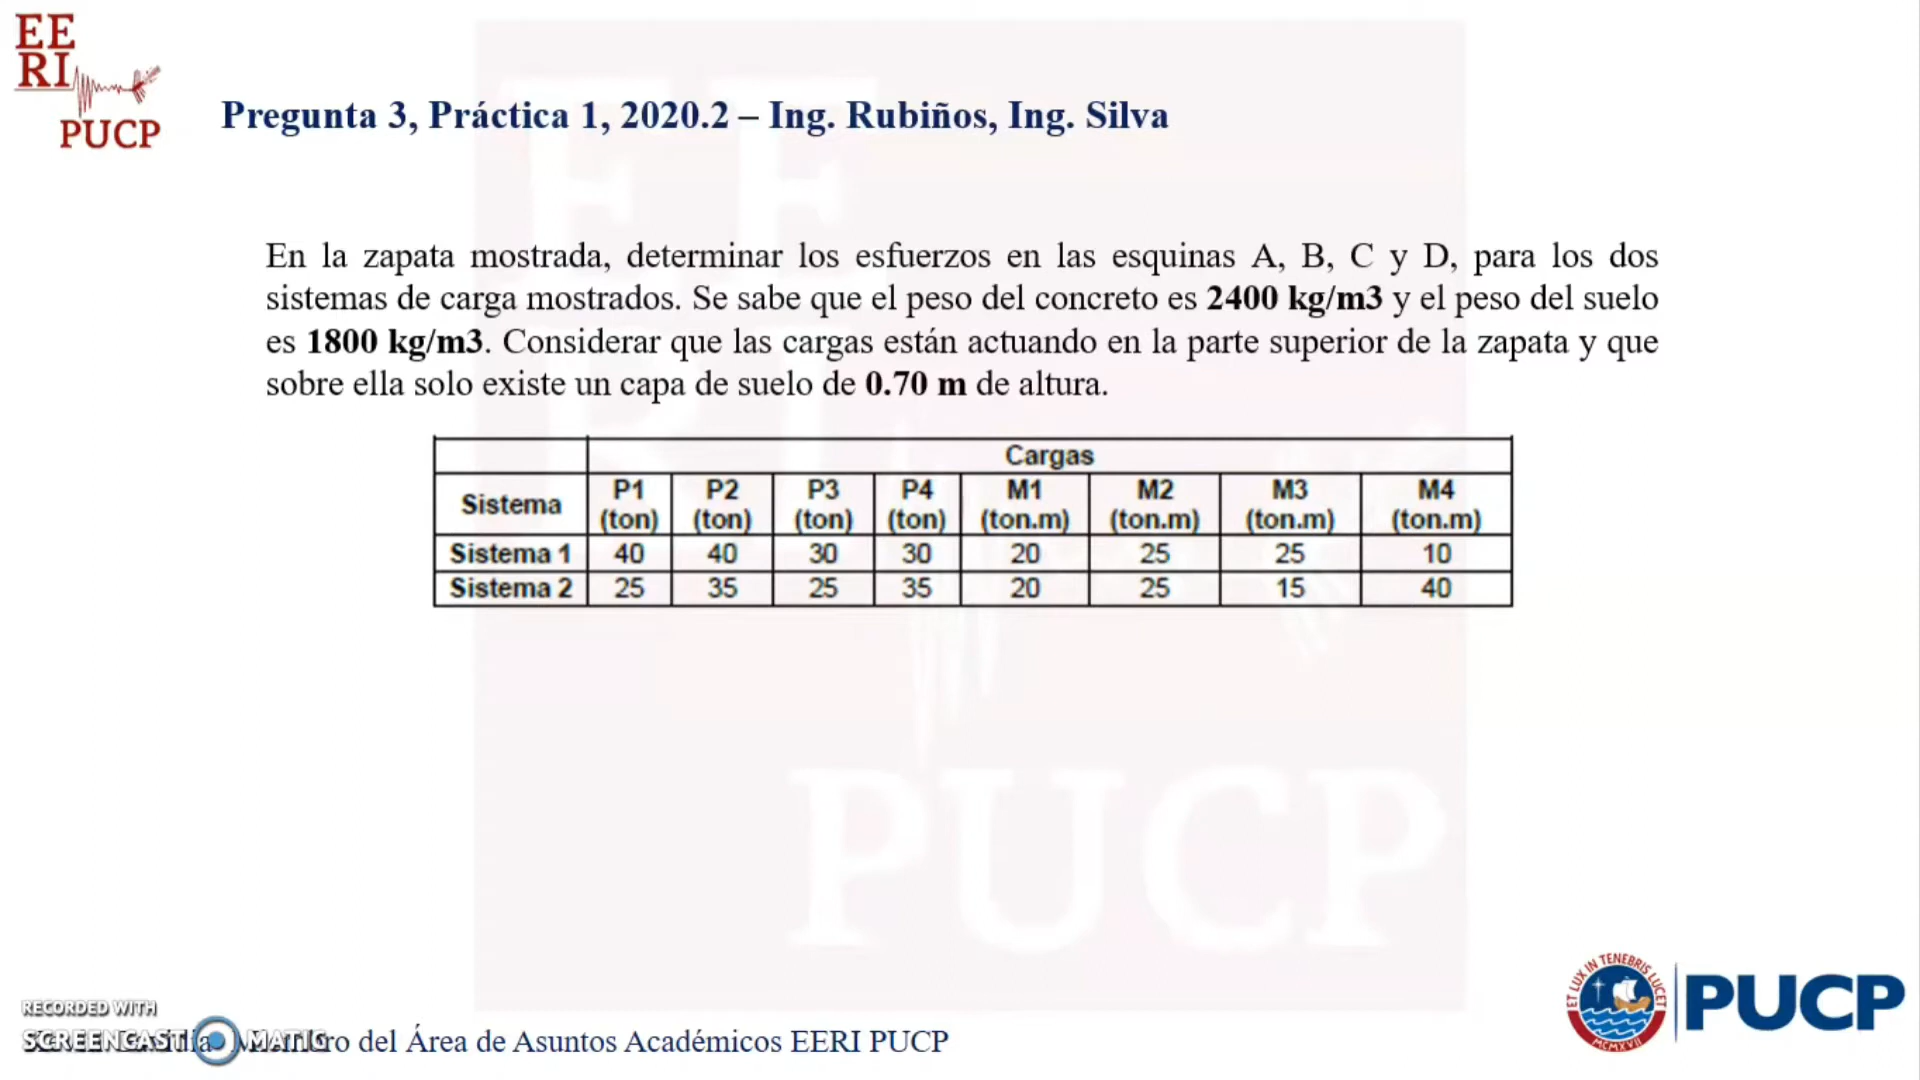 EE
RI
PUCP
Pregunta 3, Práctica 1, 2020.2 – Ing. Rubiños, Ing. Silva
En la zapata mostrada, determinar los esfuerzos en las esquinas A, B, C y D, para los dos
sistemas de carga mostrados. Se sabe que el peso del concreto es 2400 kg/m3 y el peso del suelo
es 1800 kg/m3. Considerar que las cargas están actuando en la parte superior de la zapata y que
sobre ella solo existe un capa de suelo de 0.70 m de altura.
Cargas
Sistema P1 (ton) P2 (ton) P3 (ton) P4 (ton) M1 (ton.m) M2 (ton.m) M3 (ton.m) M4 (ton.m)
Sistema 1 40 40 30 30 20 25 25 10
Sistema 2 25 35 25 35 20 25 15 40
EE
RI
PUCP
RECORDED WITH
SCREENCAST MATIC
del Área de Asuntos Académicos EERI PUCP
ET LUX IN TENEBRIS LUCET
MCMXVII
PUCP